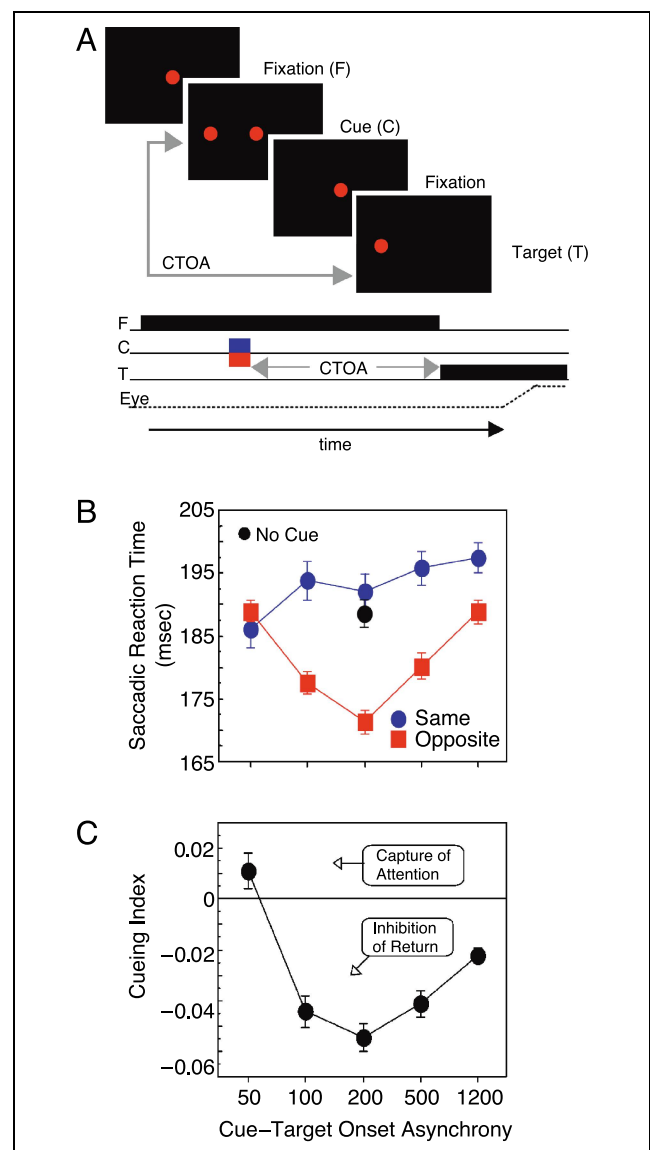 A
Fixation (F)
Cue (C)
Fixation
Target (T)
CTOA
F
C
T
CTOA
Eye
time
B
Saccadic Reaction Time
(msec)
205
195
185
175
165
No Cue
Same
Opposite
C
Cueing Index
0.02
0
−0.02
−0.04
−0.06
Capture of
Attention
Inhibition
of Return
50 100 200 500 1200
Cue–Target Onset Asynchrony